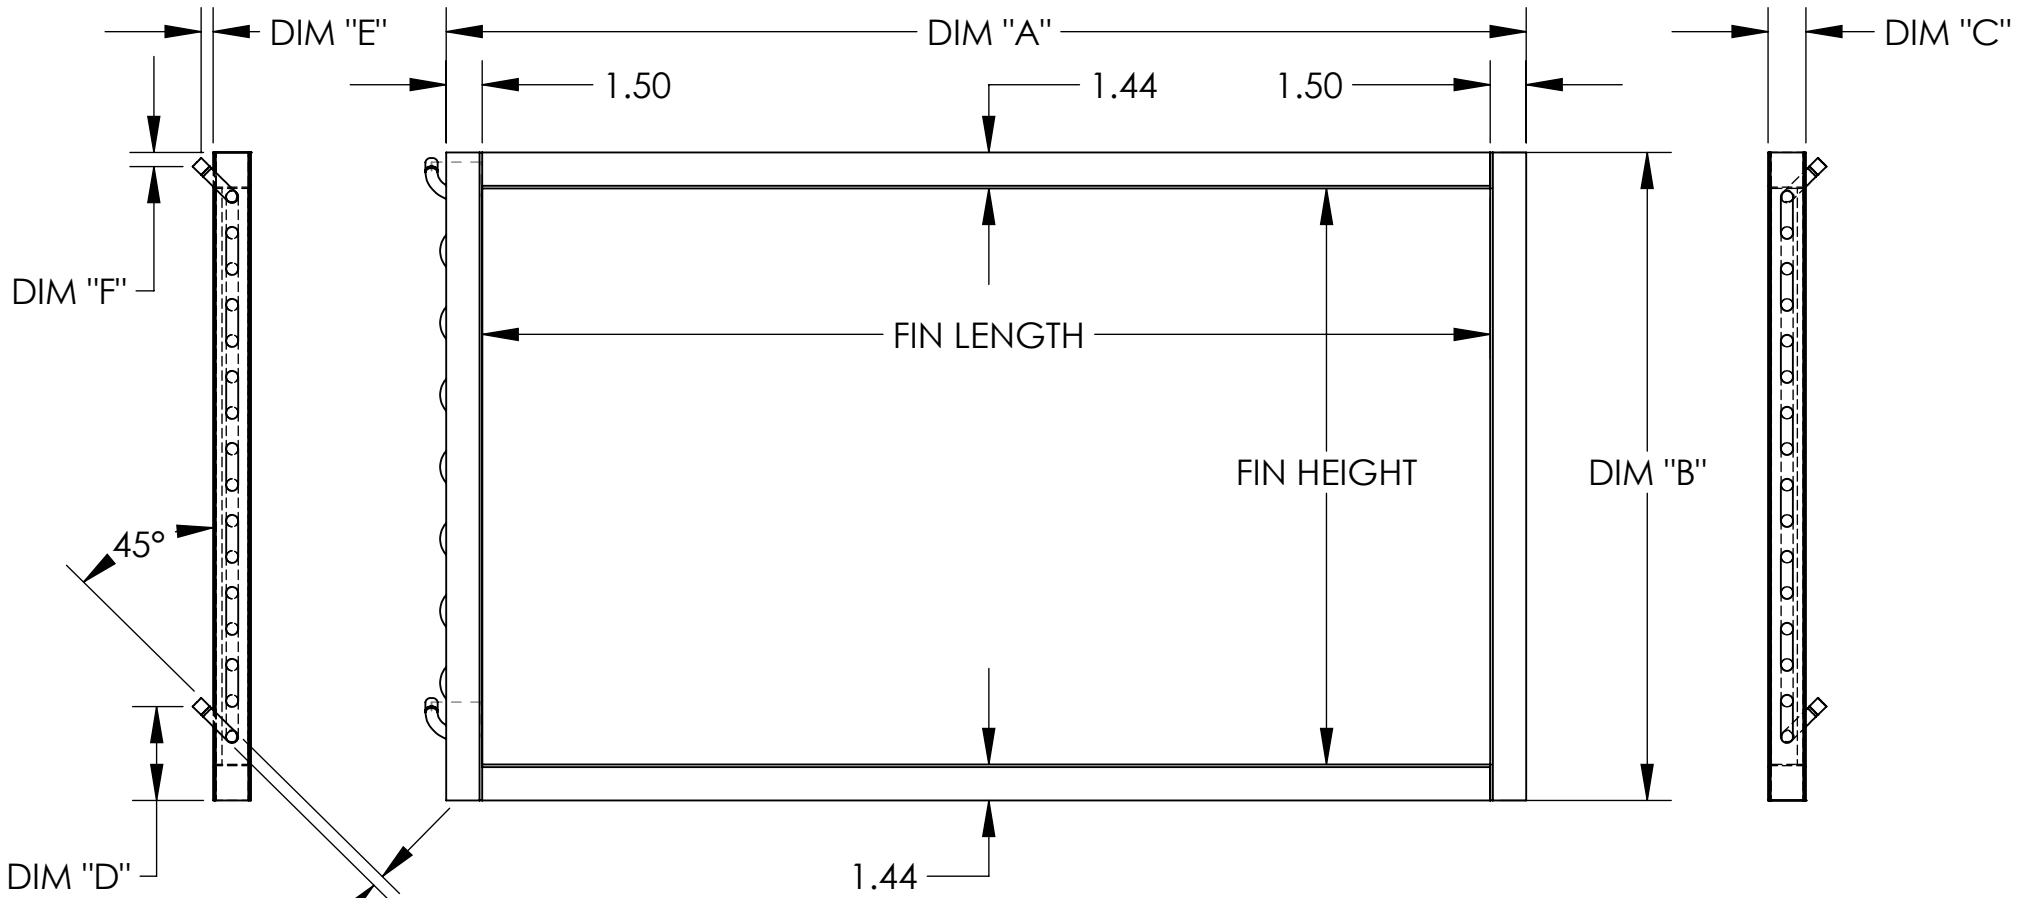 DIM "E"
DIM "A"
DIM "C"
1.50
1.44
1.50
DIM "F"
FIN LENGTH
FIN HEIGHT
DIM "B"
45°
DIM "D"
1.44